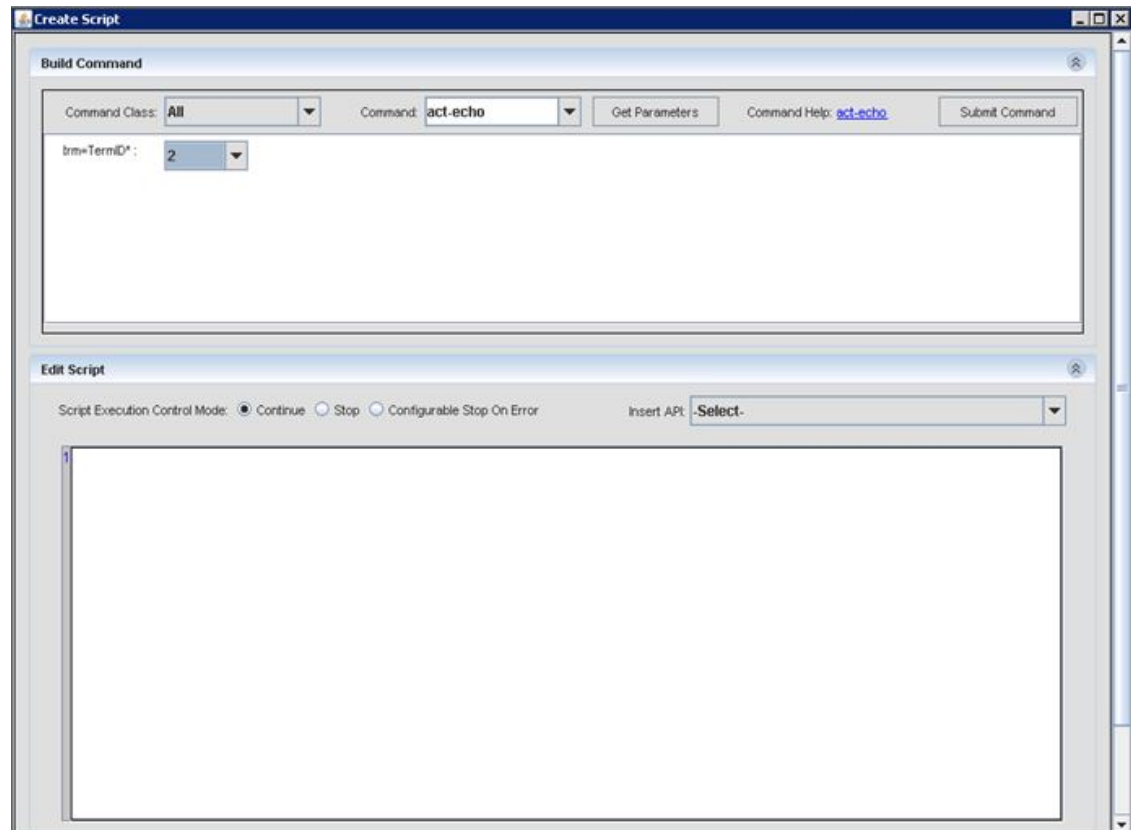 Create Script
Build Command
Command Class: All Command: act-echo Get Parameters Command Help: act-echo Submit Command
trm=TermID* : 2
Edit Script
Script Execution Control Mode: Continue Stop Configurable Stop On Error Insert API: -Select-
1